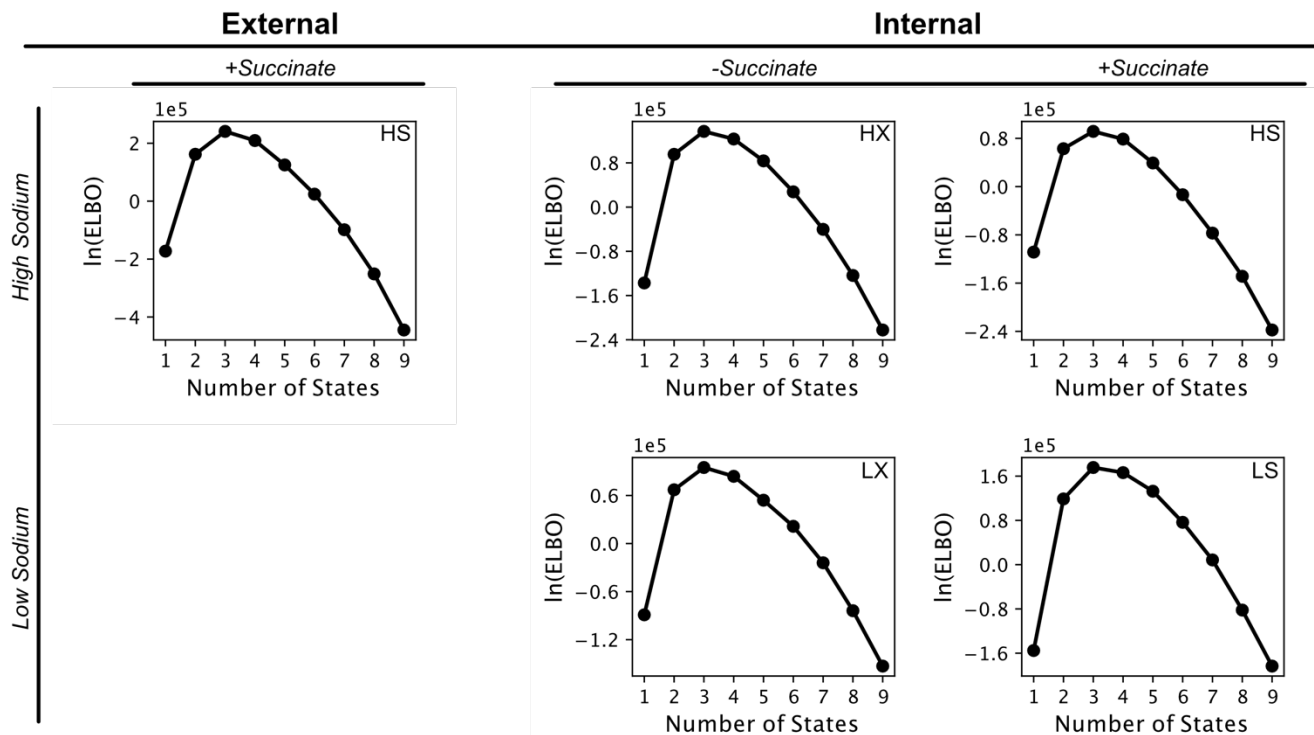 External
Internal
+Succinate
-Succinate
+Succinate
High Sodium
Low Sodium
1e5
HS
2
0
−2
−4
ln(ELBO)
1 2 3 4 5 6 7 8 9
Number of States
1e5
HX
0.8
0.0
−0.8
−1.6
−2.4
ln(ELBO)
1 2 3 4 5 6 7 8 9
Number of States
1e5
HS
0.8
0.0
−0.8
−1.6
−2.4
ln(ELBO)
1 2 3 4 5 6 7 8 9
Number of States
1e5
LX
0.6
0.0
−0.6
−1.2
ln(ELBO)
1 2 3 4 5 6 7 8 9
Number of States
1e5
LS
1.6
0.8
0.0
−0.8
−1.6
ln(ELBO)
1 2 3 4 5 6 7 8 9
Number of States